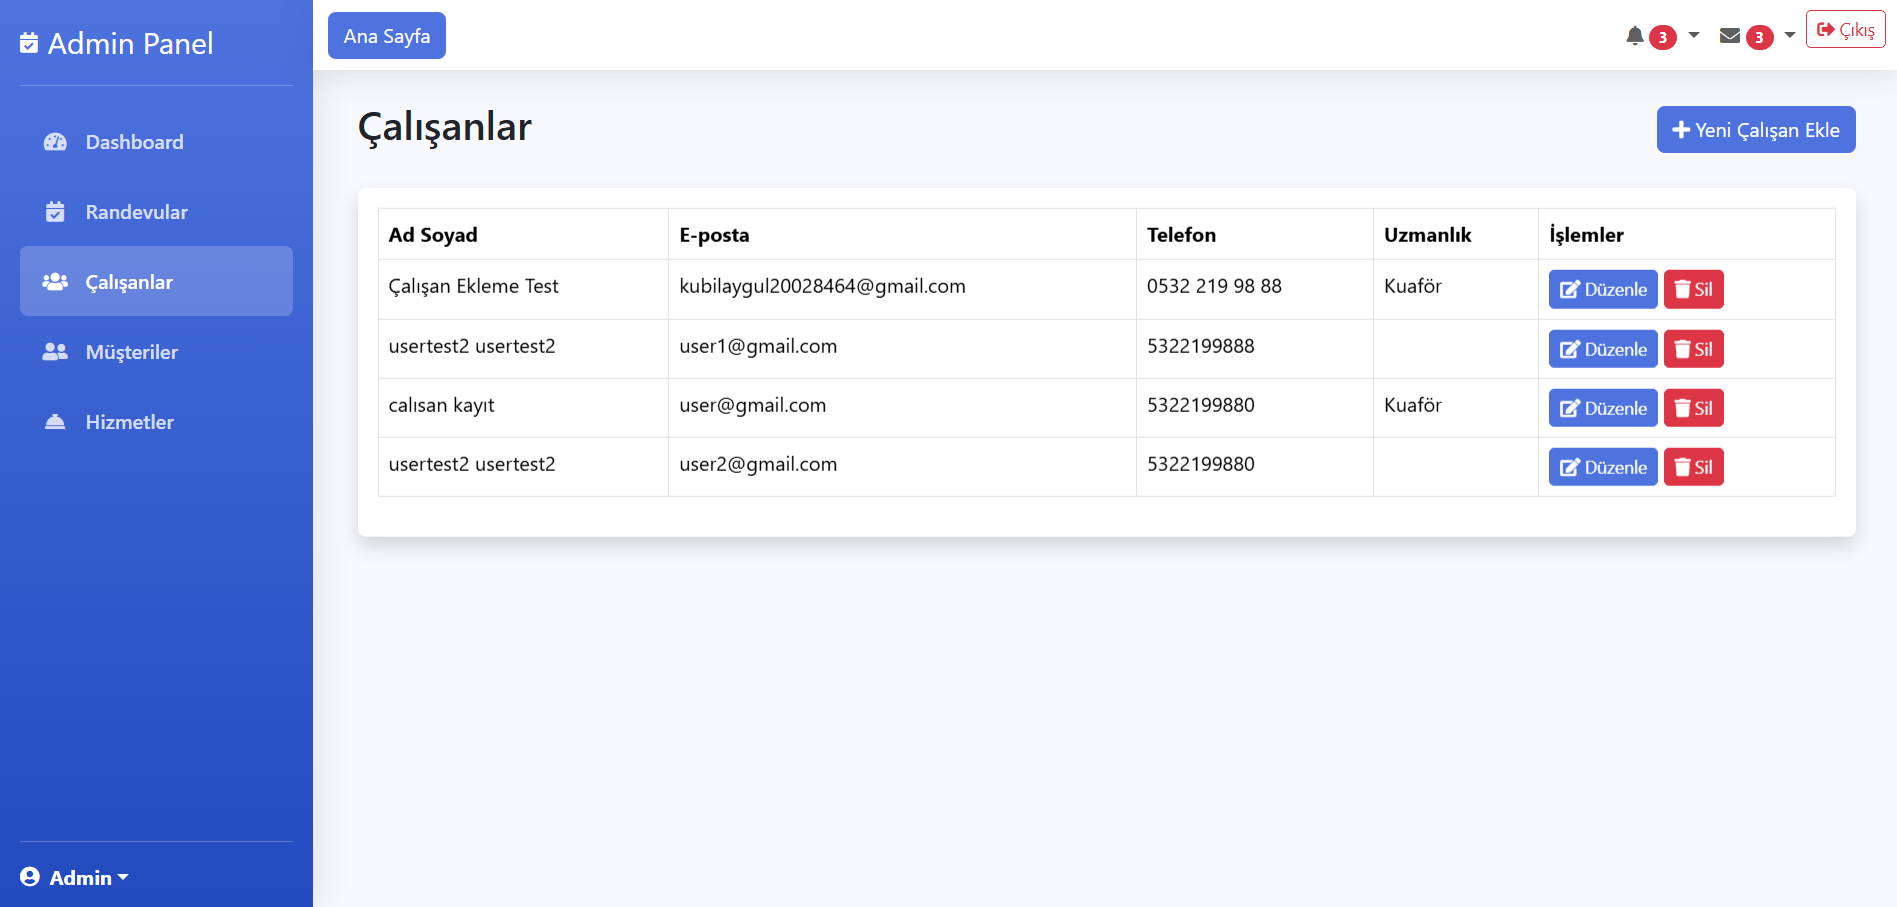 Admin Panel
Dashboard
Randevular
Çalışanlar
Müşteriler
Hizmetler
Admin
Ana Sayfa
3
3
Çıkış
Çalışanlar
Yeni Çalışan Ekle
Ad Soyad E-posta Telefon Uzmanlık İşlemler
Çalışan Ekleme Test kubilaygul20028464@gmail.com 0532 219 98 88 Kuaför Düzenle Sil
usertest2 usertest2 user1@gmail.com 5322199888 Düzenle Sil
calısan kayıt user@gmail.com 5322199880 Kuaför Düzenle Sil
usertest2 usertest2 user2@gmail.com 5322199880 Düzenle Sil